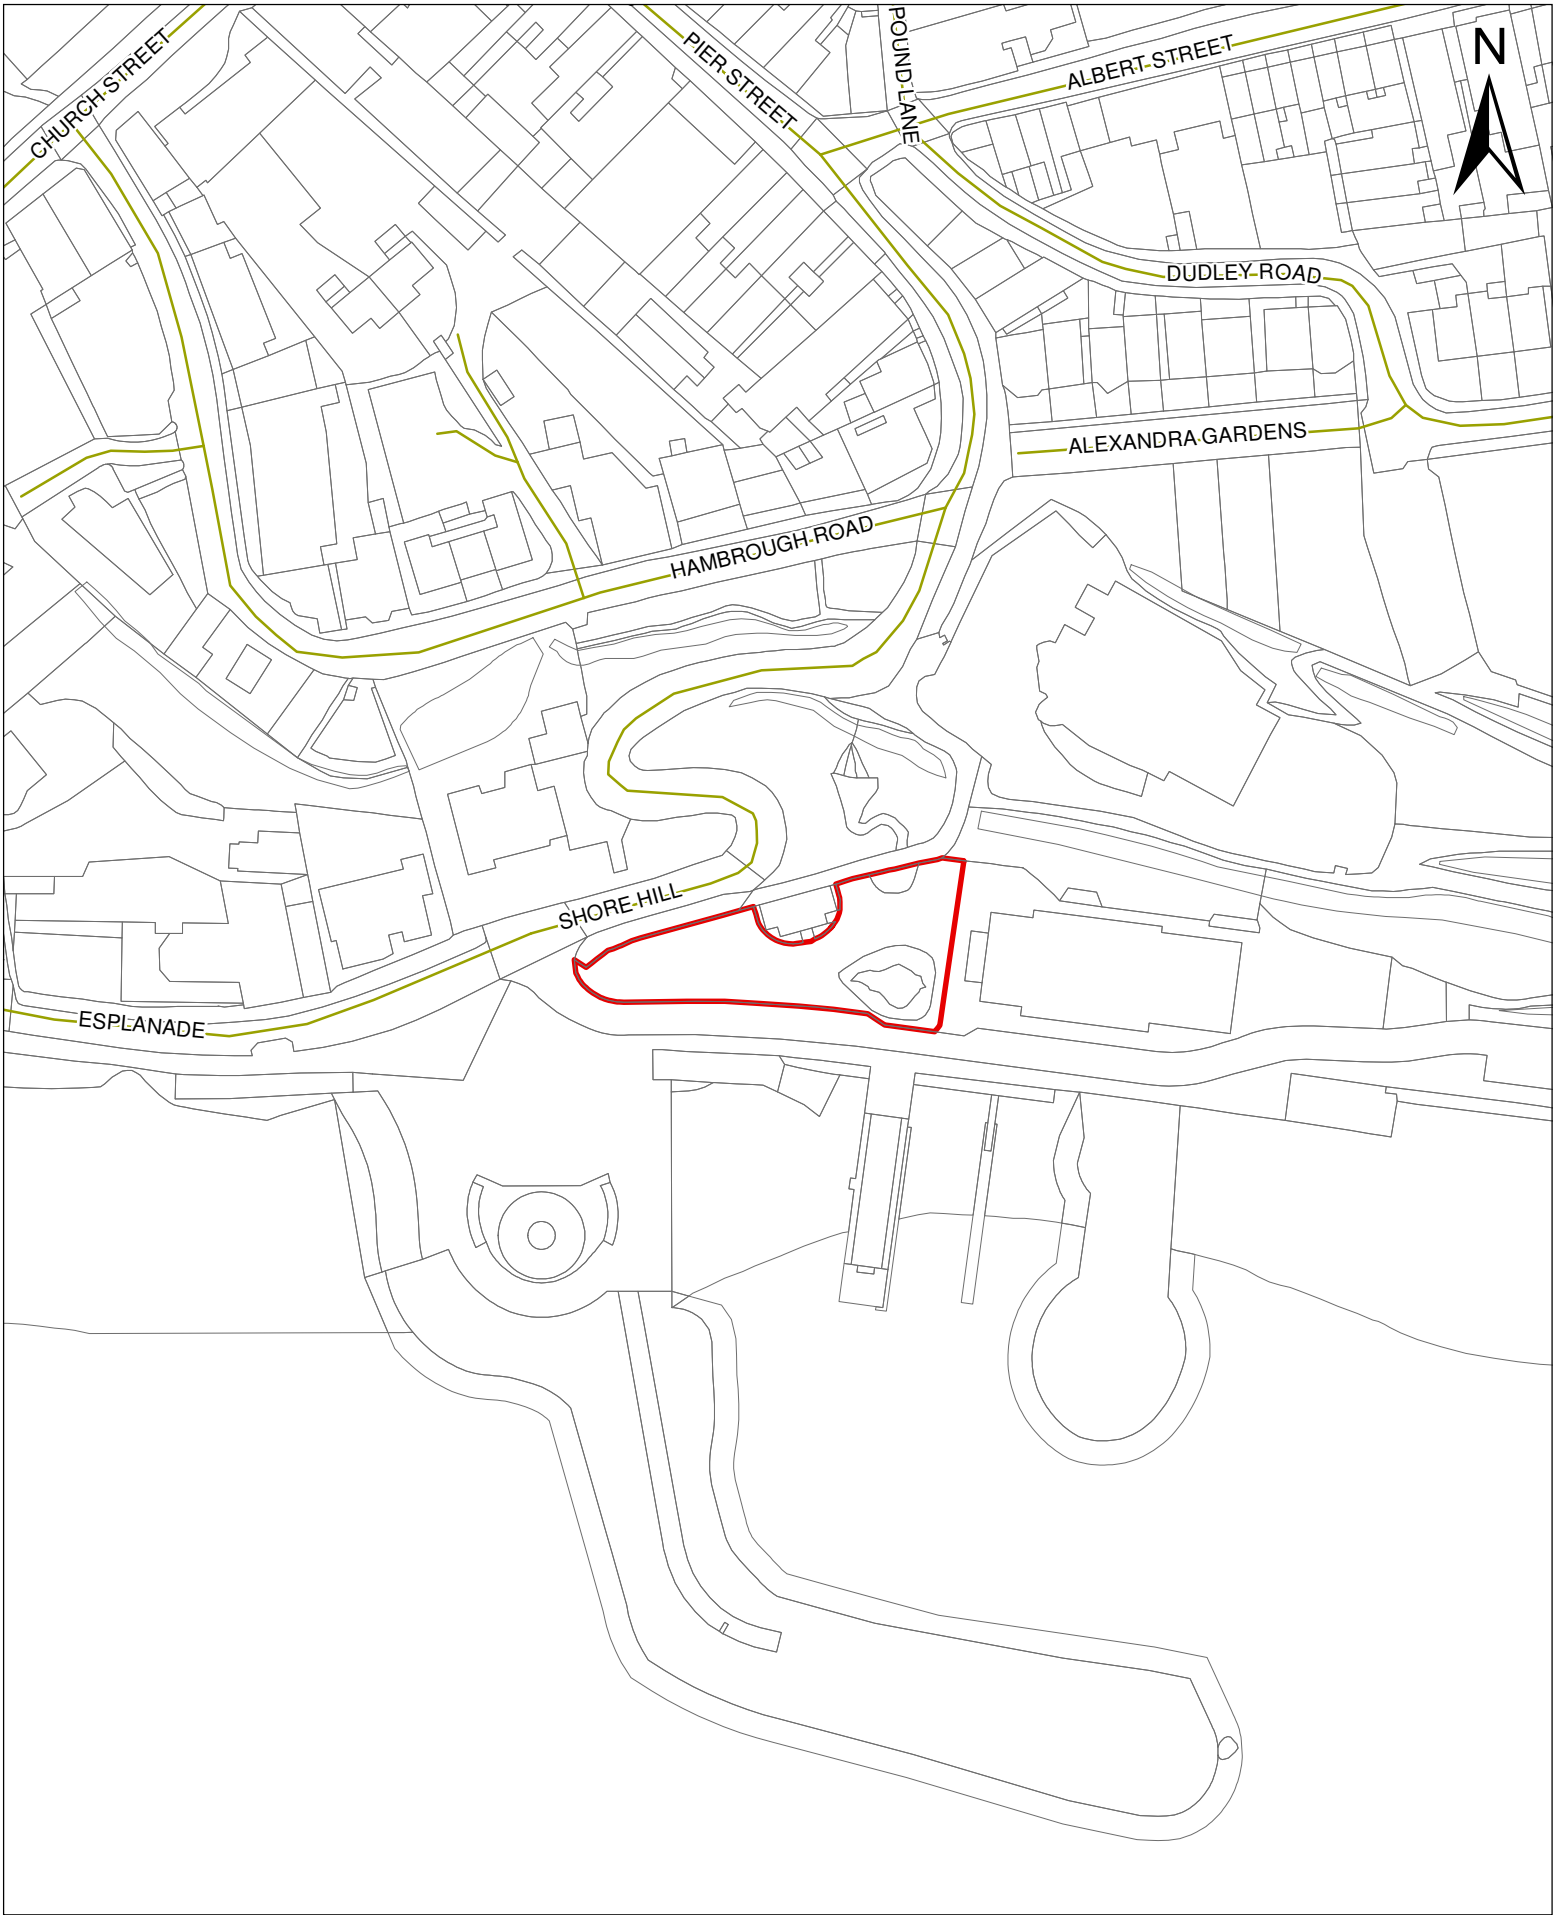 CHURCH STREET
PIER STREET
POUND LANE
ALBERT STREET
N
DUDLEY ROAD
ALEXANDRA GARDENS
HAMBROUGH ROAD
SHORE HILL
ESPLANADE